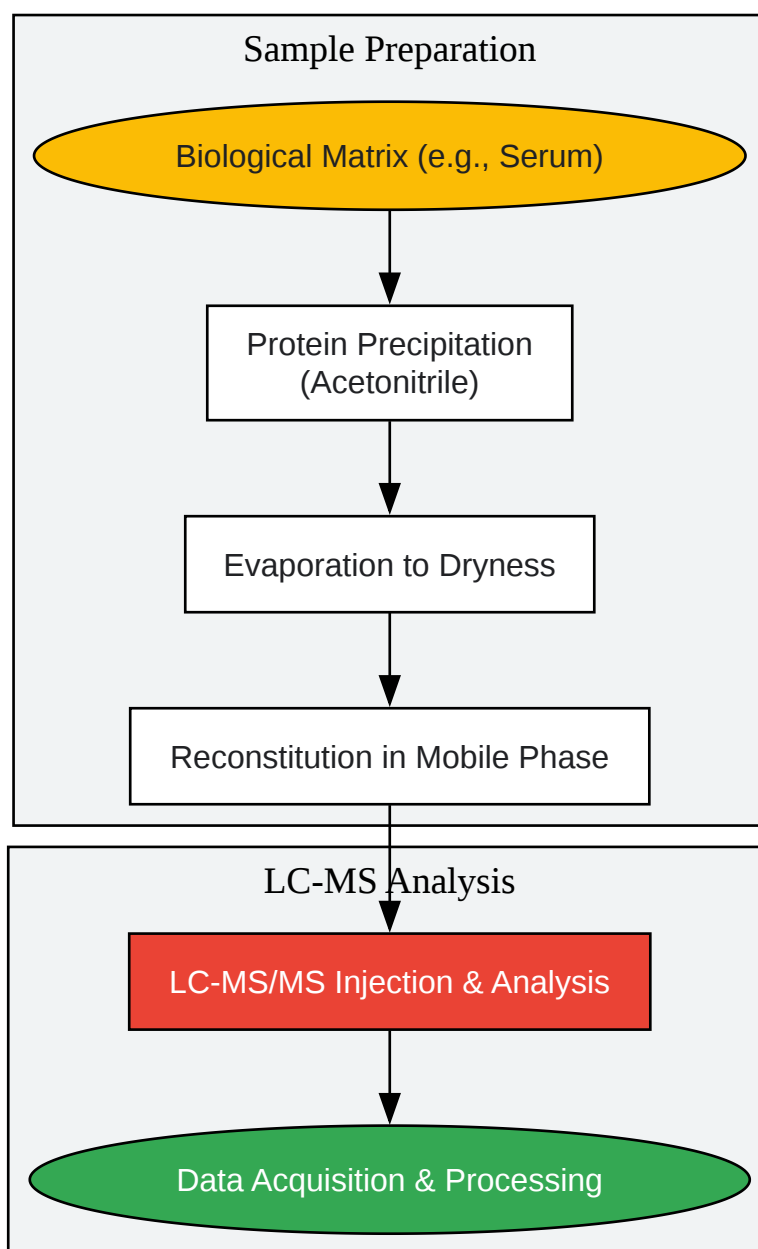 Sample Preparation
Biological Matrix (e.g., Serum)
Protein Precipitation
(Acetonitrile)
Evaporation to Dryness
Reconstitution in Mobile Phase
LC-MS Analysis
LC-MS/MS Injection & Analysis
Data Acquisition & Processing